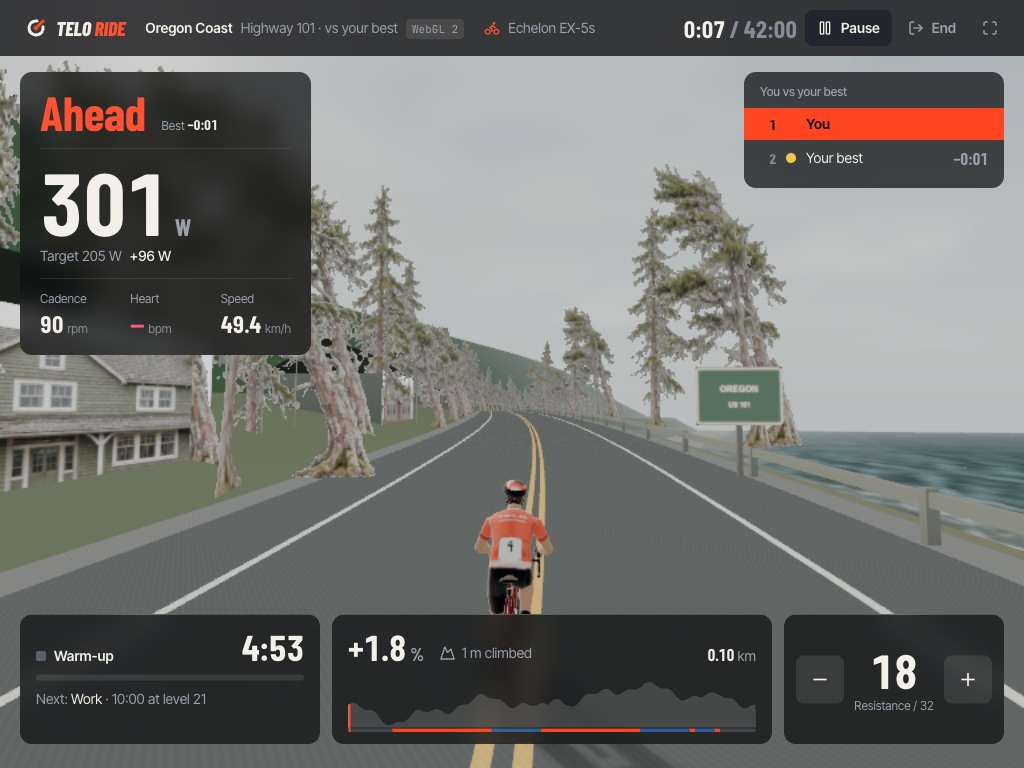 TELO RIDE
Oregon Coast Highway 101 · vs your best WebGL 2 Echelon EX-5s
0:07 / 42:00 Pause End
Ahead Best −0:01
301 W
Target 205 W +96 W
Cadence Heart Speed
90 rpm – bpm 49.4 km/h
You vs your best
1 You
2 Your best −0:01
OREGON
US 101
TELO
4
Warm-up 4:53
Next: Work · 10:00 at level 21
+1.8 % 1 m climbed 0.10 km
− 18 +
Resistance / 32